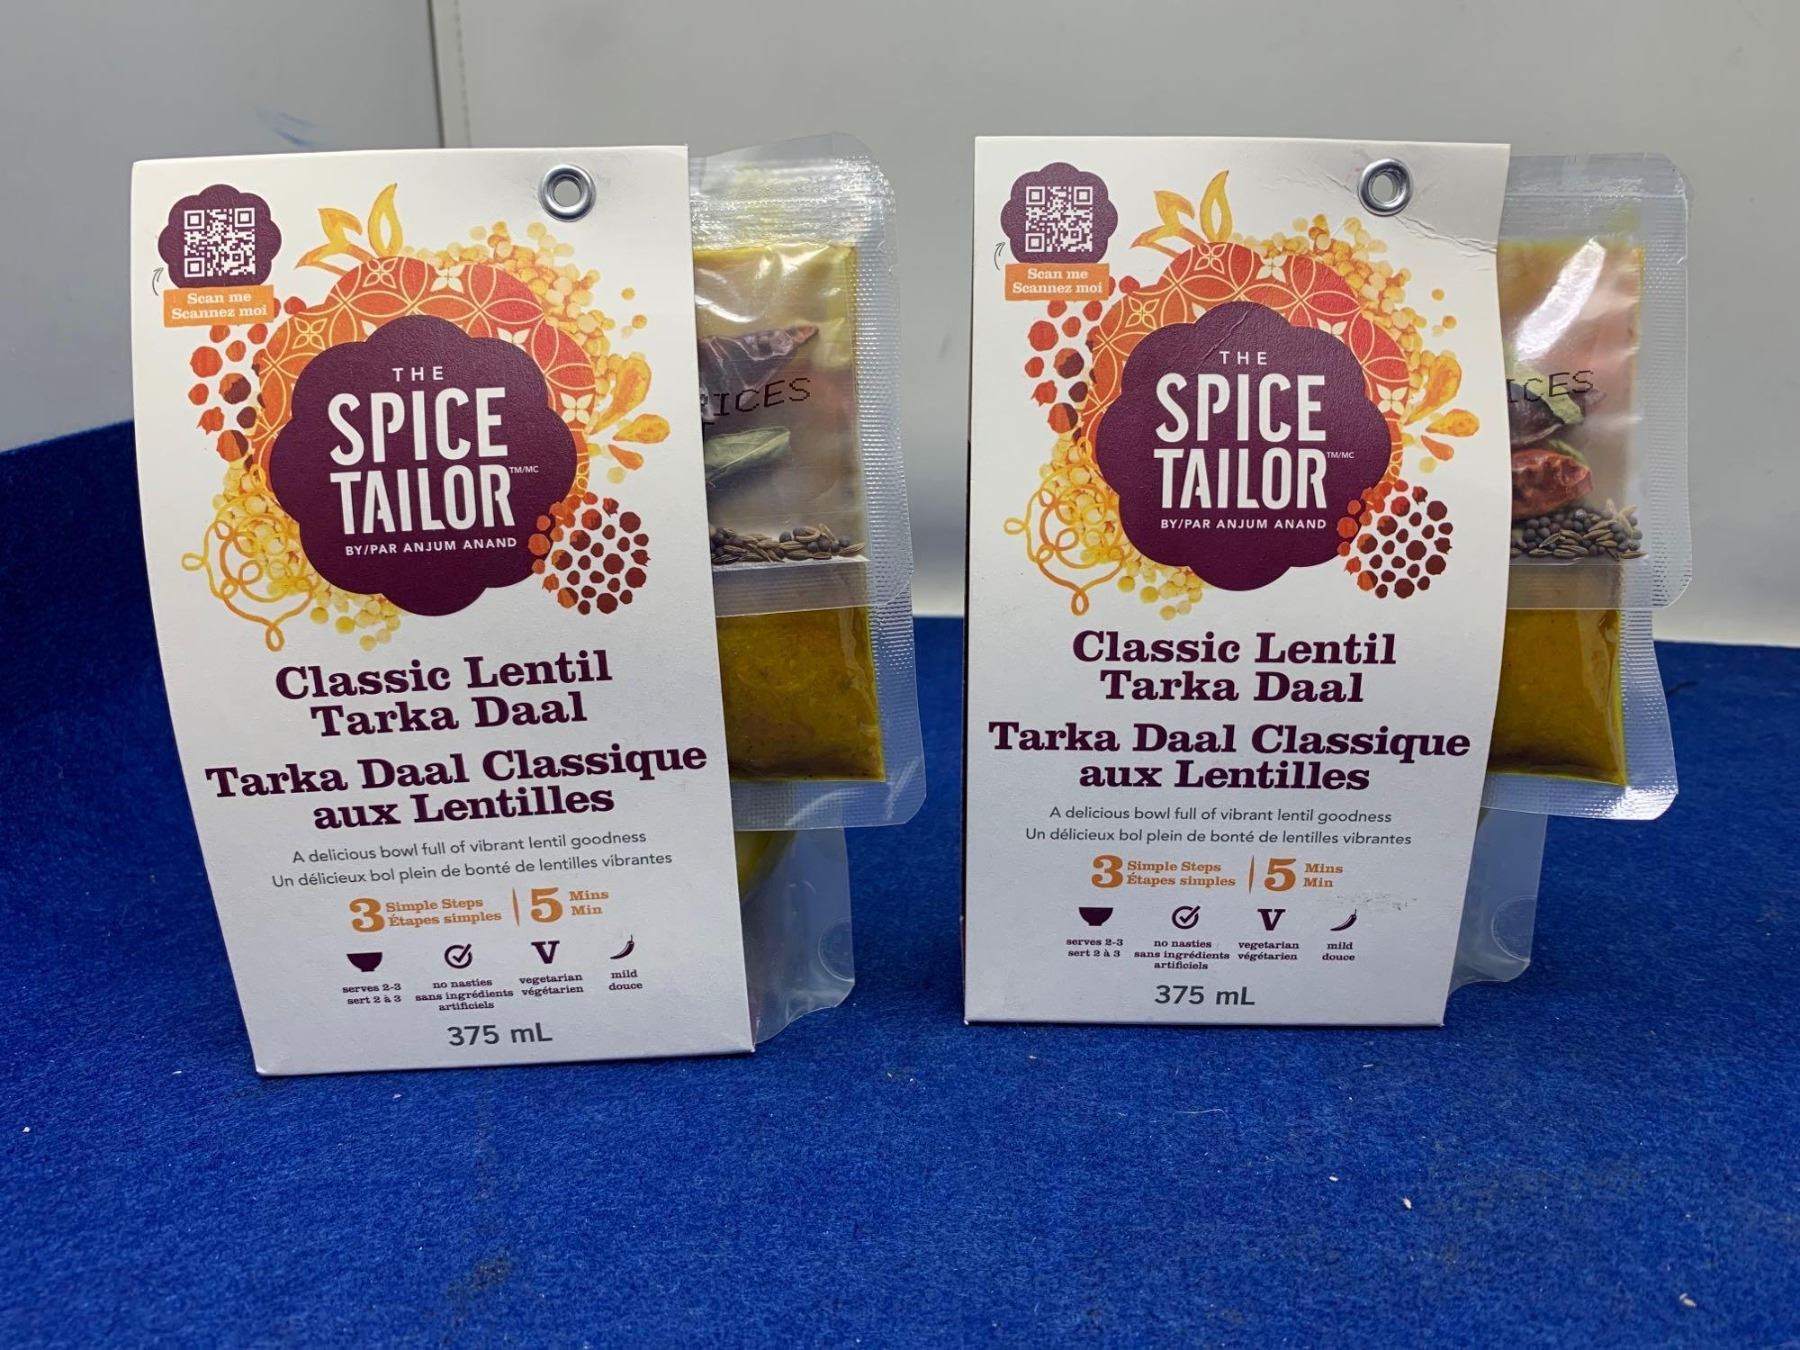 Scan me
Scannez moi
THE
SPICE
TAILOR TM/MC
BY/PAR ANJUM ANAND
Classic Lentil
Tarka Daal
Tarka Daal Classique
aux Lentilles
A delicious bowl full of vibrant lentil goodness
Un délicieux bol plein de bonté de lentilles vibrantes
3 Simple Steps
Étapes simples
5 Mins
Min
serves 2-3
sert 2 à 3
no nasties
sans ingrédients
artificiels
V
vegetarian
végétarien
mild
douce
375 mL
ICES
Scan me
Scannez moi
THE
SPICE
TAILOR TM/MC
BY/PAR ANJUM ANAND
Classic Lentil
Tarka Daal
Tarka Daal Classique
aux Lentilles
A delicious bowl full of vibrant lentil goodness
Un délicieux bol plein de bonté de lentilles vibrantes
3 Simple Steps
Étapes simples
5 Mins
Min
serves 2-3
sert 2 à 3
no nasties
sans ingrédients
artificiels
V
vegetarian
végétarien
mild
douce
375 mL
ICES